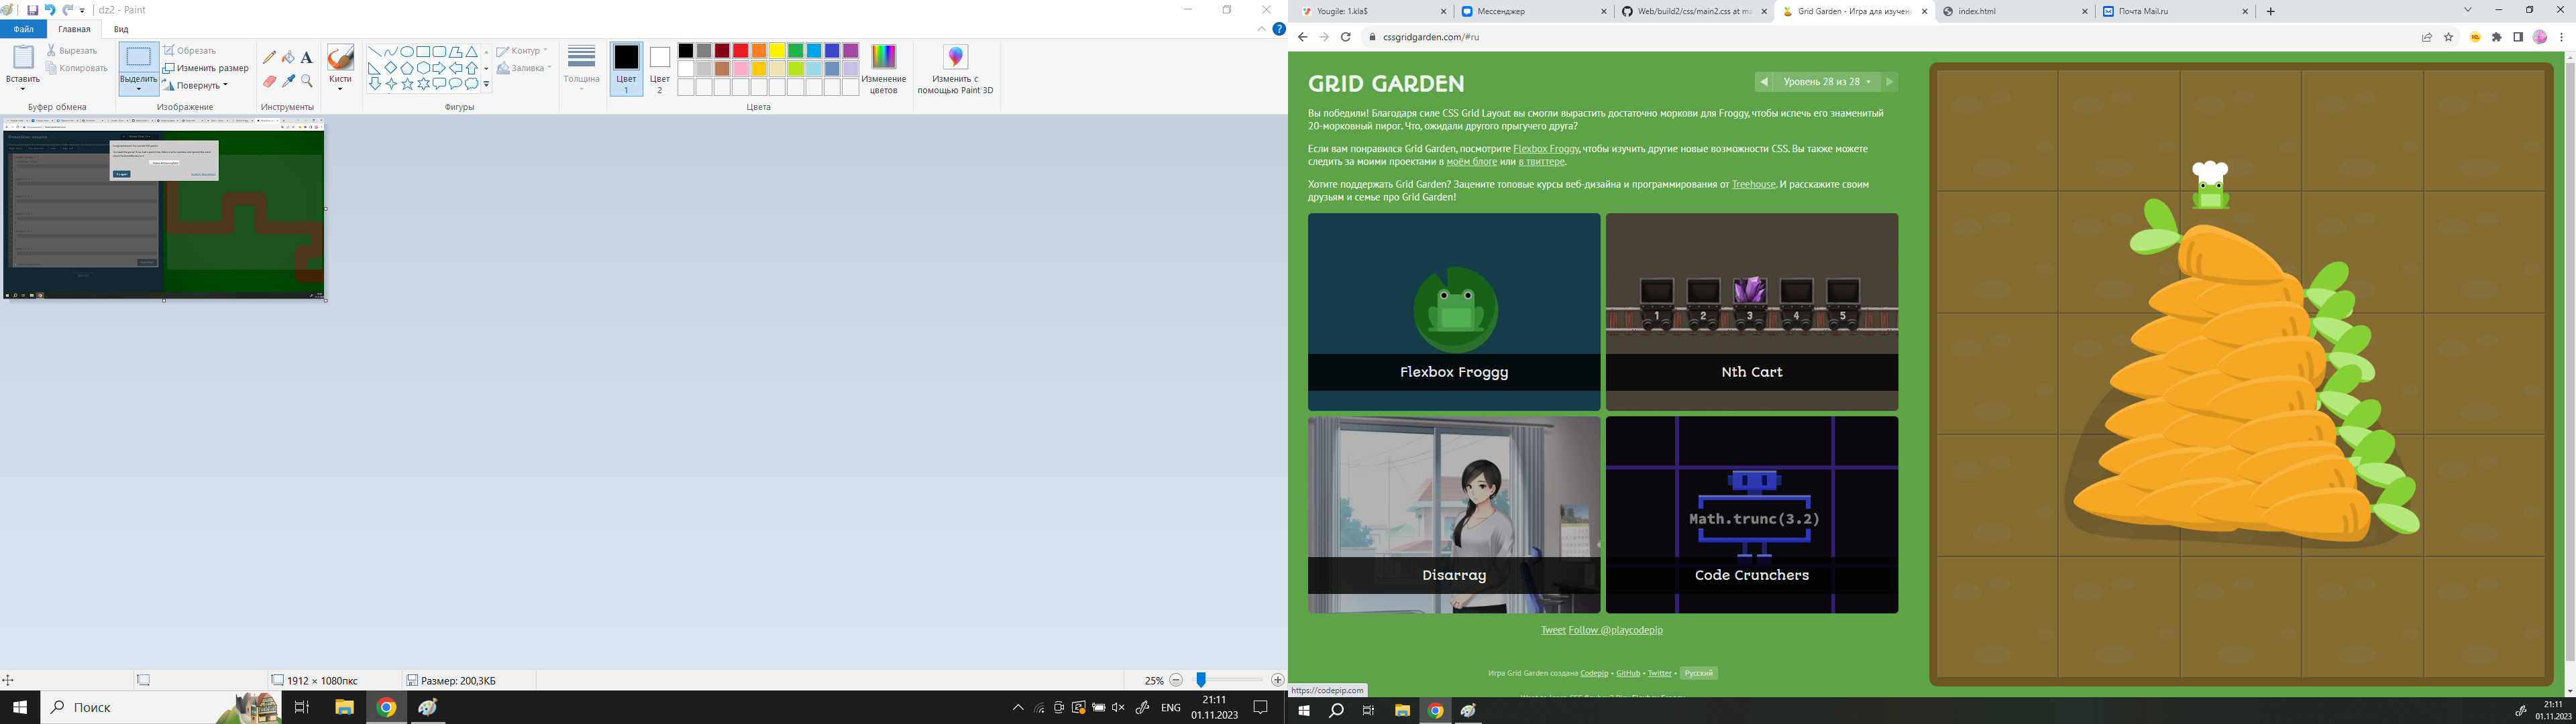 dz2 - Paint
Файл
Главная
Вид
Вставить
Вырезать
Копировать
Буфер обмена
Выделить
Обрезать
Изменить размер
Повернуть
Изображение
Инструменты
Кисти
Контур
Заливка
Фигуры
Толщина
Цвет 1
Цвет 2
Изменение цветов
Цвета
Изменить с помощью Paint 3D
1912 × 1080пкс
Размер: 200,3КБ
25%
Поиск
ENG
21:11
01.11.2023
Yougile: 1.kla$
Мессенджер
Web/build2/css/main2.css at ma
Grid Garden - Игра для изучени
index.html
Почта Mail.ru
cssgridgarden.com/#ru
GRID GARDEN
Уровень 28 из 28
Вы победили! Благодаря силе CSS Grid Layout вы смогли вырастить достаточно моркови для Froggy, чтобы испечь его знаменитый
20-морковный пирог. Что, ожидали другого прыгучего друга?
Если вам понравился Grid Garden, посмотрите Flexbox Froggy, чтобы изучить другие новые возможности CSS. Вы также можете
следить за моими проектами в моём блоге или в твиттере.
Хотите поддержать Grid Garden? Зацените топовые курсы веб-дизайна и программирования от Treehouse. И расскажите своим
друзьям и семье про Grid Garden!
1 2 3 4 5
Flexbox Froggy
Nth Cart
Math.trunc(3.2)
Disarray
Code Crunchers
Tweet Follow @playcodepip
Игра Grid Garden создана Codepip • GitHub • Twitter • Русский
https://codepip.com
21:11
01.11.2023